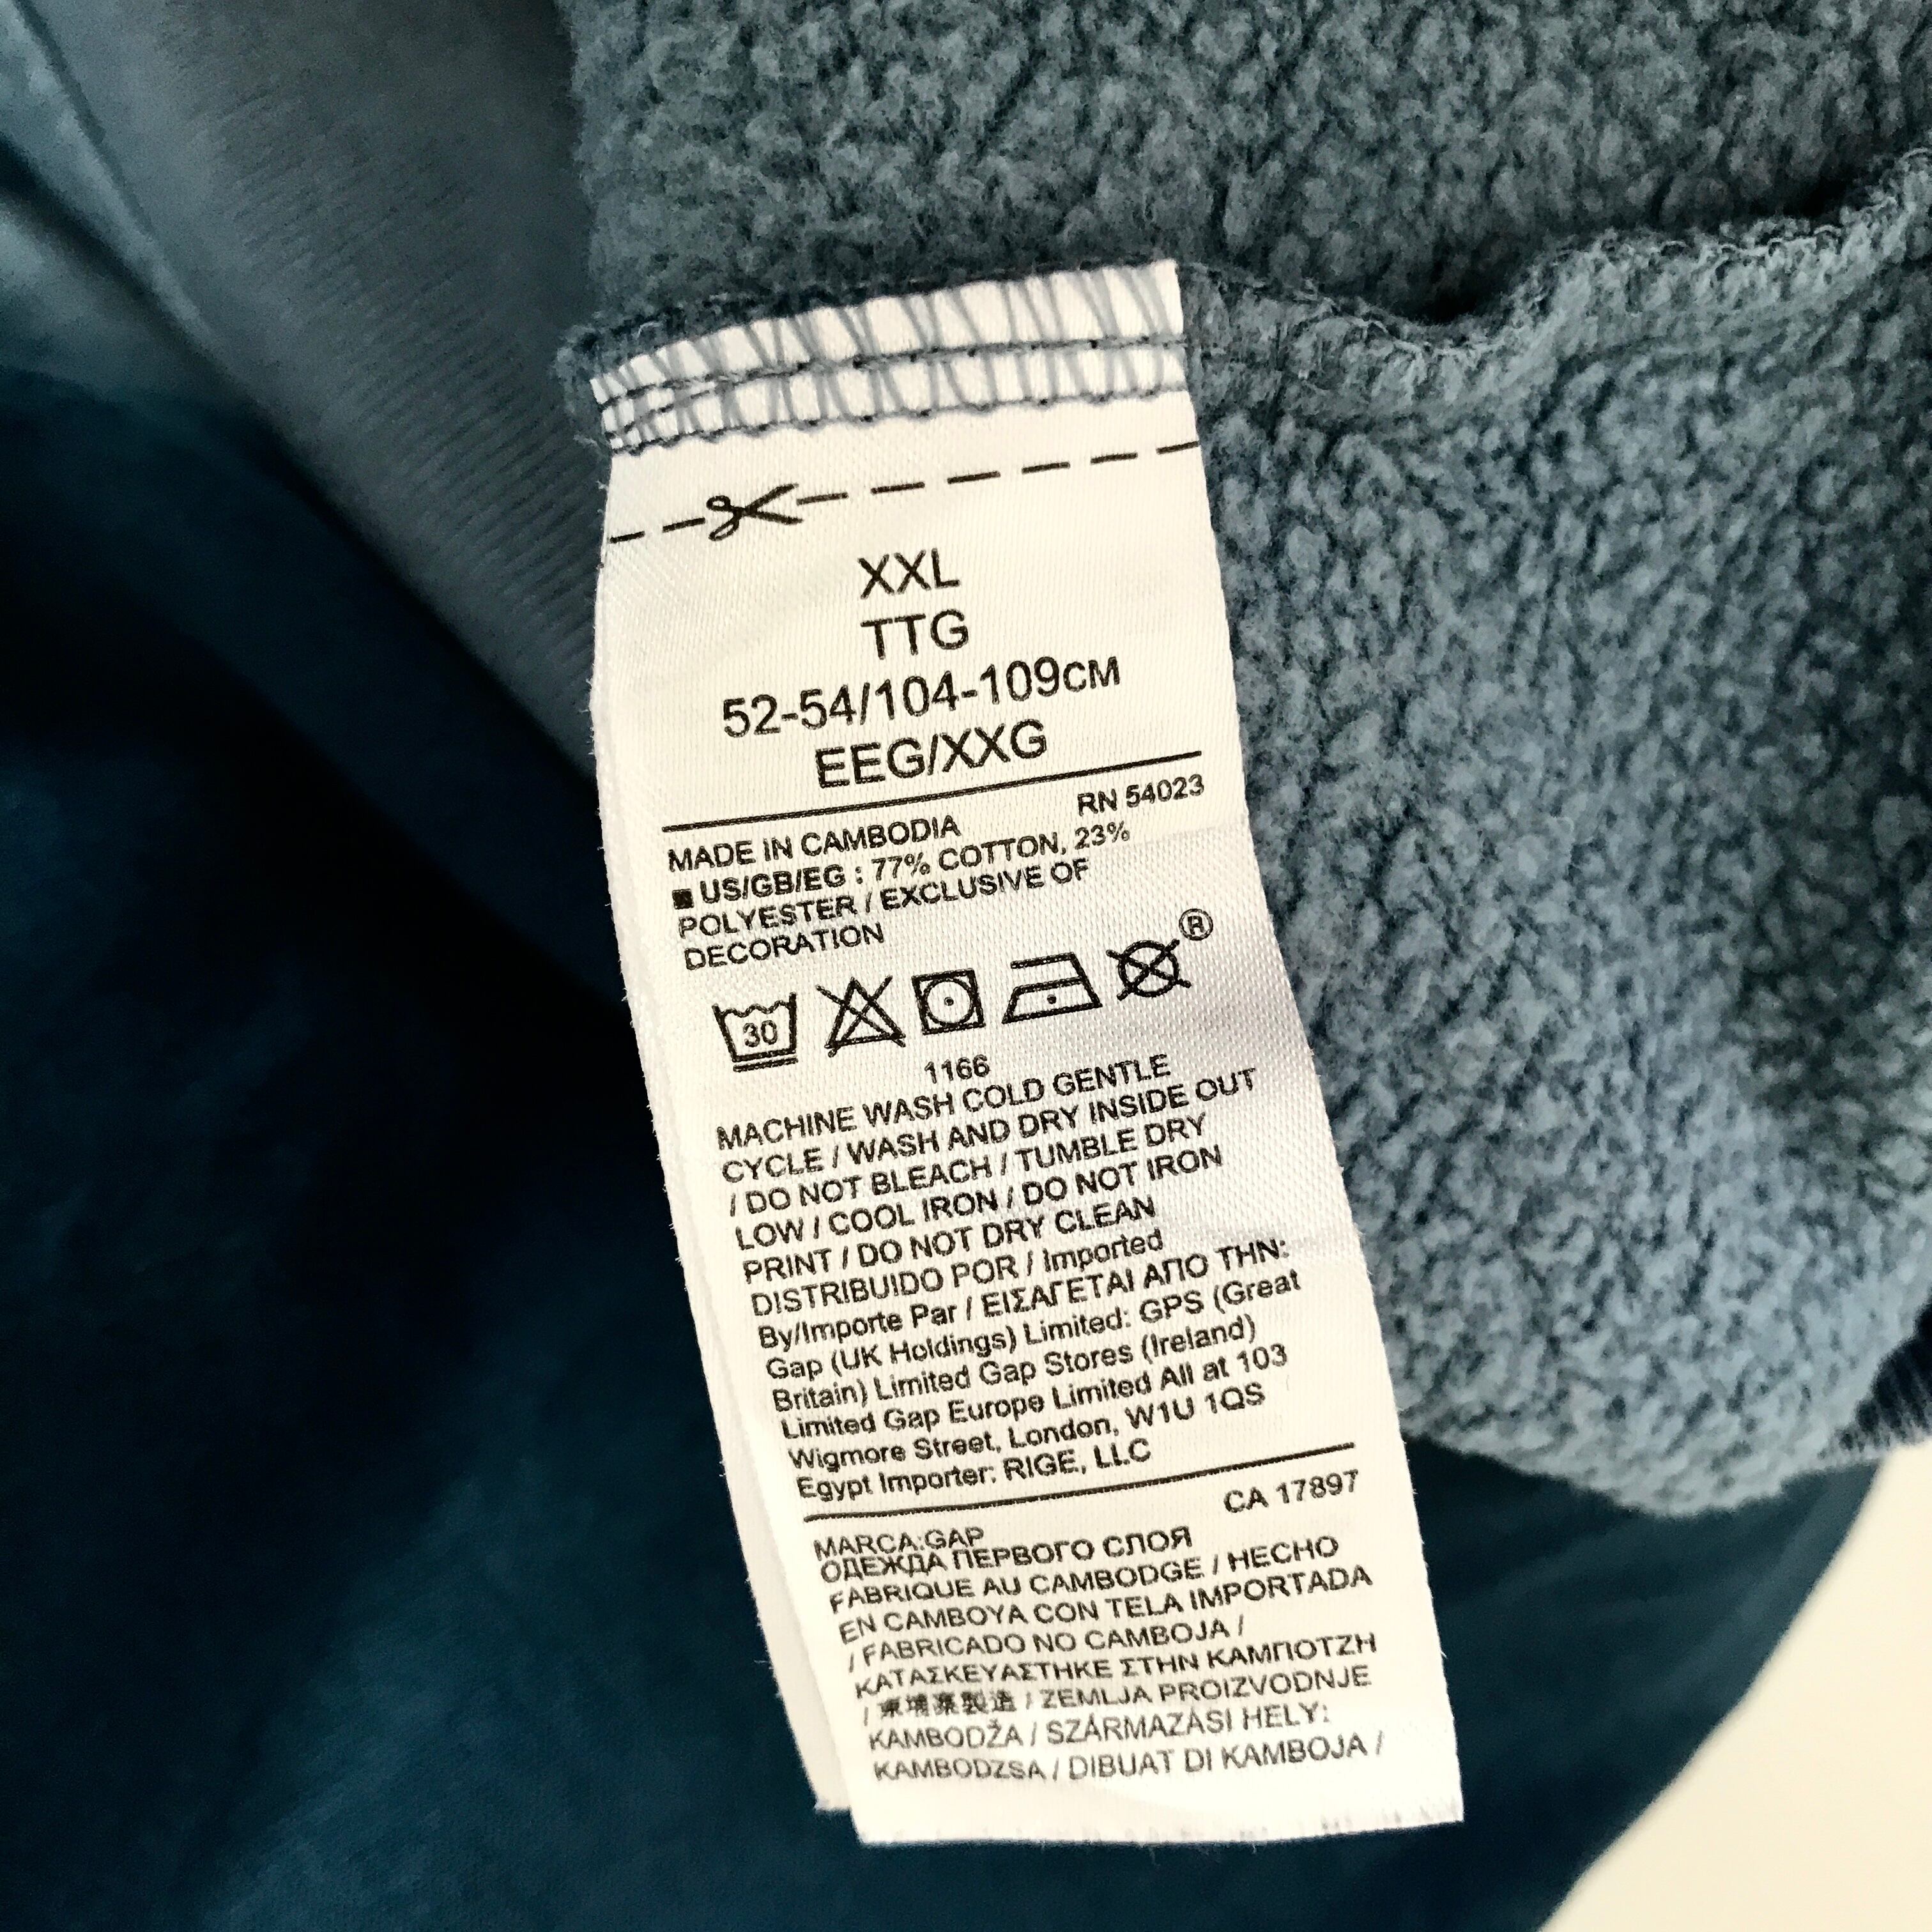 XXL
TTG
52-54/104-109CM
EEG/XXG
RN 54023
MADE IN CAMBODIA
■ US/GB/EG : 77% COTTON, 23%
POLYESTER / EXCLUSIVE OF
DECORATION
30
®
1166
MACHINE WASH COLD GENTLE
CYCLE / WASH AND DRY INSIDE OUT
/ DO NOT BLEACH / TUMBLE DRY
LOW / COOL IRON / DO NOT IRON
PRINT / DO NOT DRY CLEAN
DISTRIBUIDO POR / Imported
By/Importe Par / ΕΙΣΑΓΕΤΑΙ ΑΠΟ ΤΗΝ:
Gap (UK Holdings) Limited: GPS (Great
Britain) Limited Gap Stores (Ireland)
Limited Gap Europe Limited All at 103
Wigmore Street, London, W1U 1QS
Egypt Importer: RIGE, LLC
CA 17897
MARCA:GAP
ОДЕЖДА ПЕРВОГО СЛОЯ
FABRIQUE AU CAMBODGE / HECHO
EN CAMBOYA CON TELA IMPORTADA
/ FABRICADO NO CAMBOJA /
ΚΑΤΑΣΚΕΥΑΣΤΗΚΕ ΣΤΗΝ ΚΑΜΠΟΤΖΗ
/ 柬埔寨製造 / ZEMLJA PROIZVODNJE
KAMBODŽA / SZÁRMAZÁSI HELY:
KAMBODZSA / DIBUAT DI KAMBOJA /